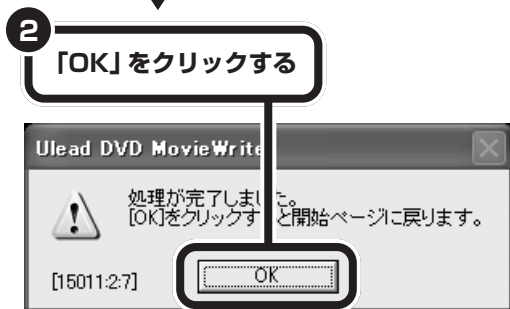 2
「OK」をクリックする
Ulead DVD MovieWrite
処理が完了しました。
[OK]をクリックす と開始ページに戻ります。
[15011:2:7]
OK